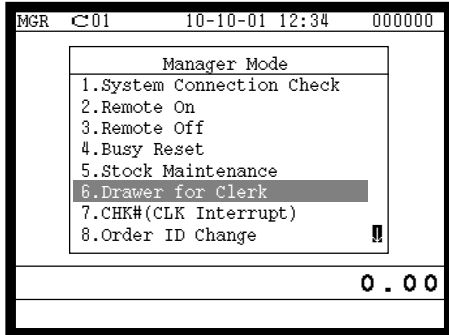 MGR C01 10-10-01 12:34 000000
Manager Mode
1.System Connection Check
2.Remote On
3.Remote Off
4.Busy Reset
5.Stock Maintenance
6.Drawer for Clerk
7.CHK#(CLK Interrupt)
8.Order ID Change
0.00